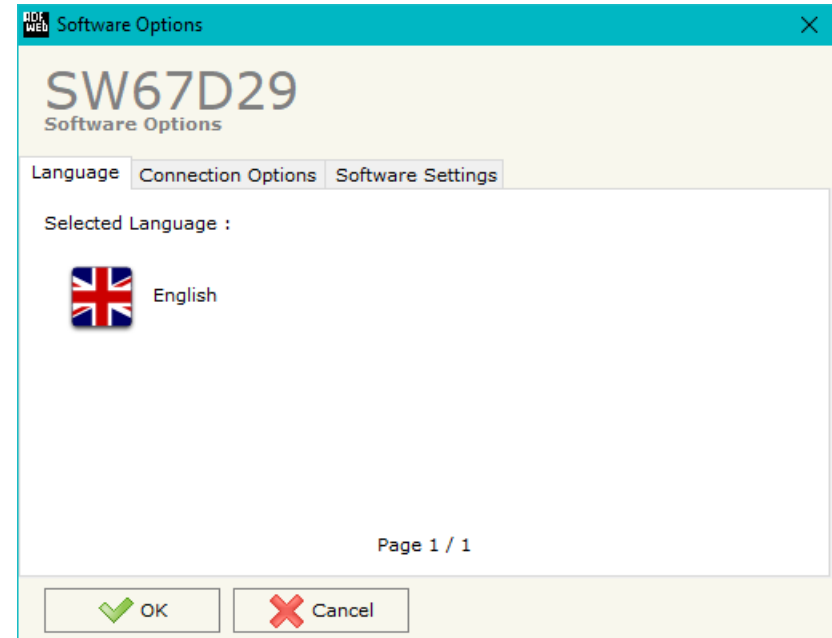 ADF
WEB Software Options
SW67D29
Software Options
Language Connection Options Software Settings
Selected Language :
English
Page 1 / 1
OK Cancel